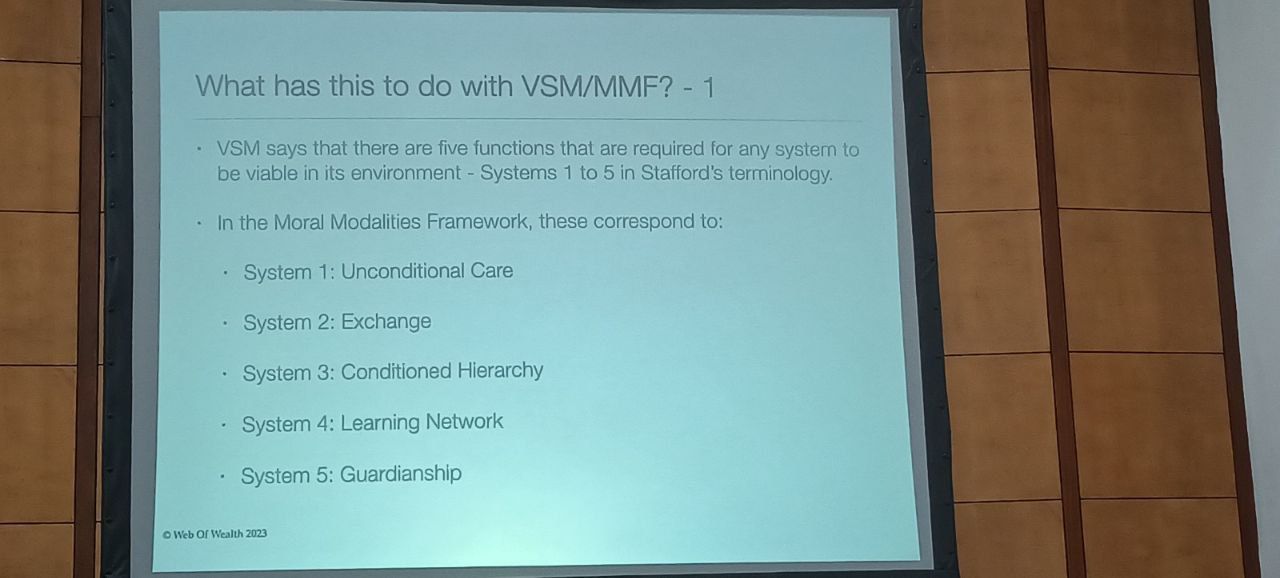 What has this to do with VSM/MMF? - 1
· VSM says that there are five functions that are required for any system to
be viable in its environment - Systems 1 to 5 in Stafford's terminology.
· In the Moral Modalities Framework, these correspond to:
· System 1: Unconditional Care
· System 2: Exchange
· System 3: Conditioned Hierarchy
· System 4: Learning Network
· System 5: Guardianship
© Web Of Wealth 2023